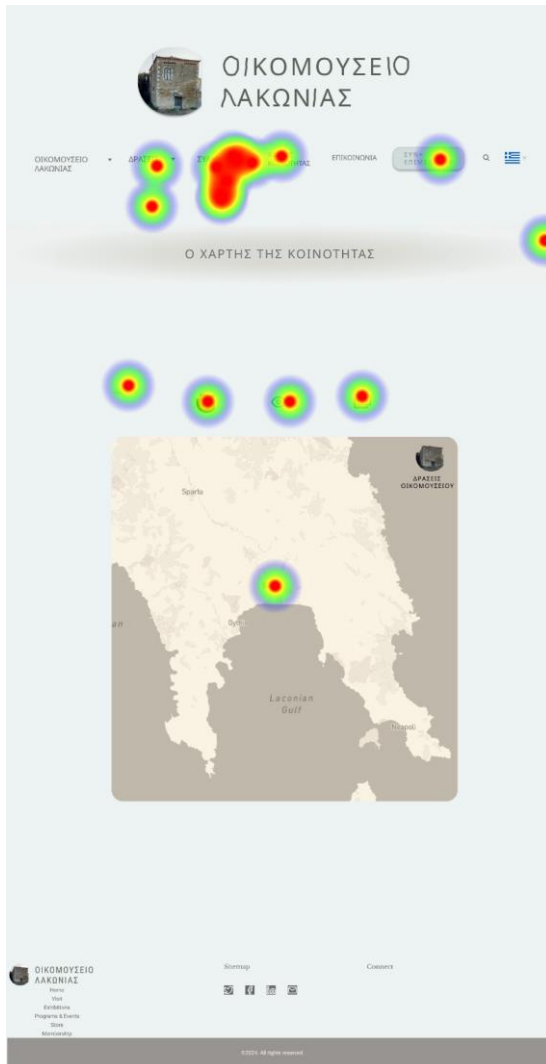 ΟΙΚΟΜΟΥΣΕΙΟ
ΛΑΚΩΝΙΑΣ
ΟΙΚΟΜΟΥΣΕΙΟ
ΛΑΚΩΝΙΑΣ
ΕΠΙΚΟΙΝΩΝΙΑ
Ο ΧΑΡΤΗΣ ΤΗΣ ΚΟΙΝΟΤΗΤΑΣ
ΔΡΑΣΕΙΣ
ΟΙΚΟΜΟΥΣΕΙΟΥ
Sparta
Laconian
Gulf
Neapoli
ΟΙΚΟΜΟΥΣΕΙΟ
ΛΑΚΩΝΙΑΣ
Home
Visit
Exhibitions
Programs & Events
Store
Membership
Sitemap
Connect
©2024. All rights reserved.